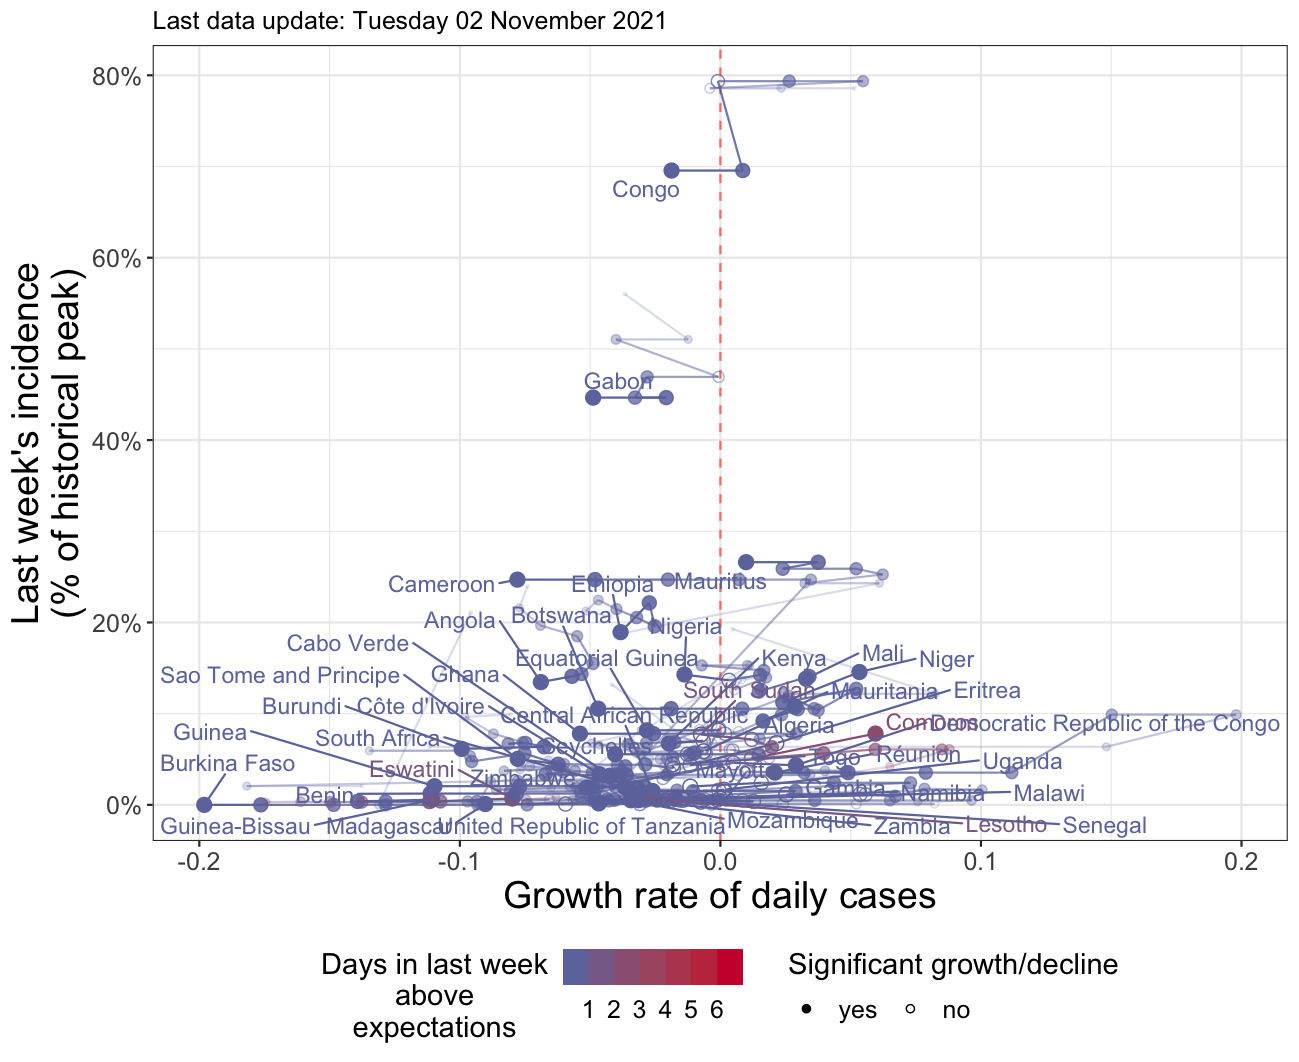 Last data update: Tuesday 02 November 2021
Last week's incidence
(% of historical peak)
80%
60%
40%
20%
0%
Congo
Gabon
Cameroon
Ethiopia
Mauritius
Angola
Botswana
Nigeria
Cabo Verde
Equatorial Guinea
Kenya
Mali
Niger
Sao Tome and Principe
Ghana
South Sudan
Mauritania
Eritrea
Burundi
Côte d'Ivoire
Central African Republic
Algeria
Comoros
Democratic Republic of the Congo
Guinea
South Africa
Seychelles
Togo
Réunion
Uganda
Burkina Faso
Eswatini
Zimbabwe
Mayotte
Gambia
Namibia
Malawi
Benin
Guinea-Bissau
Madagascar
United Republic of Tanzania
Mozambique
Zambia
Lesotho
Senegal
-0.2
-0.1
0.0
0.1
0.2
Growth rate of daily cases
Days in last week
above
expectations
1 2 3 4 5 6
Significant growth/decline
yes
no